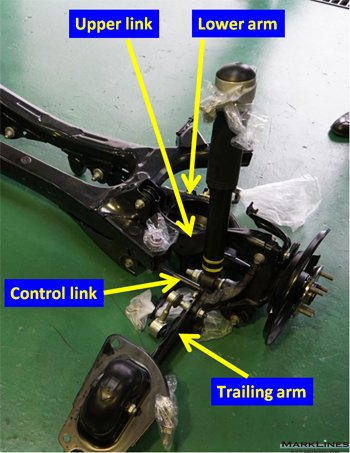 Upper link
Lower arm
Control link
Trailing arm
MARKLINES